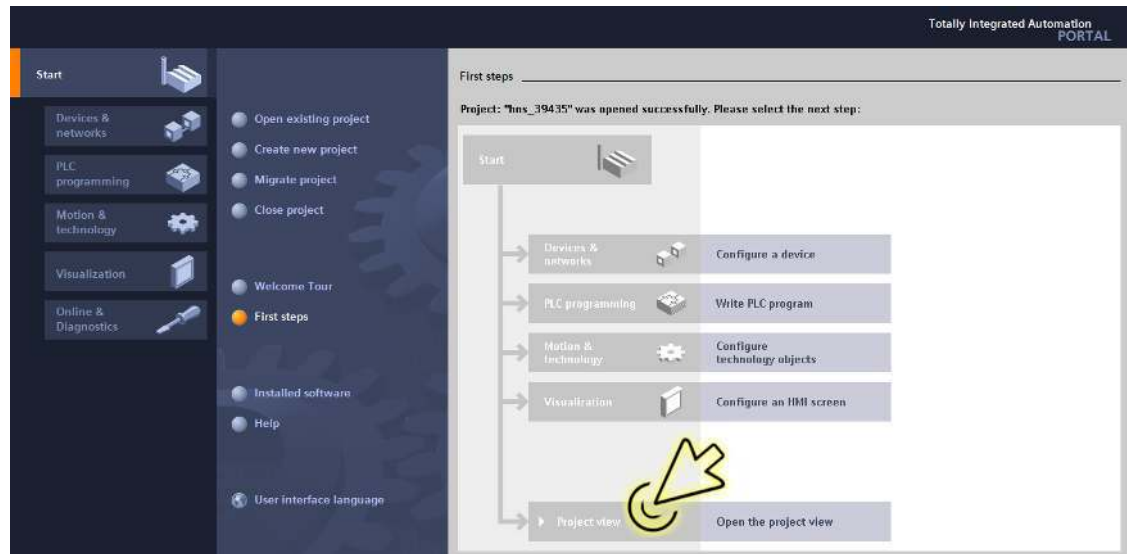 Totally Integrated Automation
PORTAL
Start
Devices &
networks
PLC
programming
Motion &
technology
Visualization
Online &
Diagnostics
Open existing project
Create new project
Migrate project
Close project
Welcome Tour
First steps
Installed software
Help
User interface language
First steps
Project: "hns_39435" was opened successfully. Please select the next step:
Start
Devices &
networks
Configure a device
PLC programming
Write PLC program
Motion &
technology
Configure
technology objects
Visualization
Configure an HMI screen
Project view
Open the project view